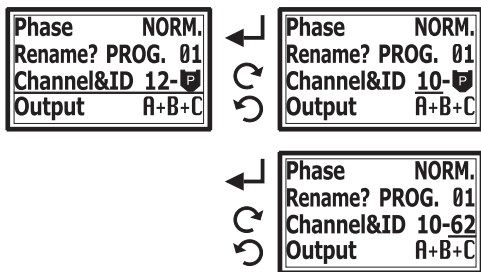 Phase NORM.
Rename? PROG. 01
Channel&ID 12-P
Output A+B+C
Phase NORM.
Rename? PROG. 01
Channel&ID 10-P
Output A+B+C
Phase NORM.
Rename? PROG. 01
Channel&ID 10-62
Output A+B+C